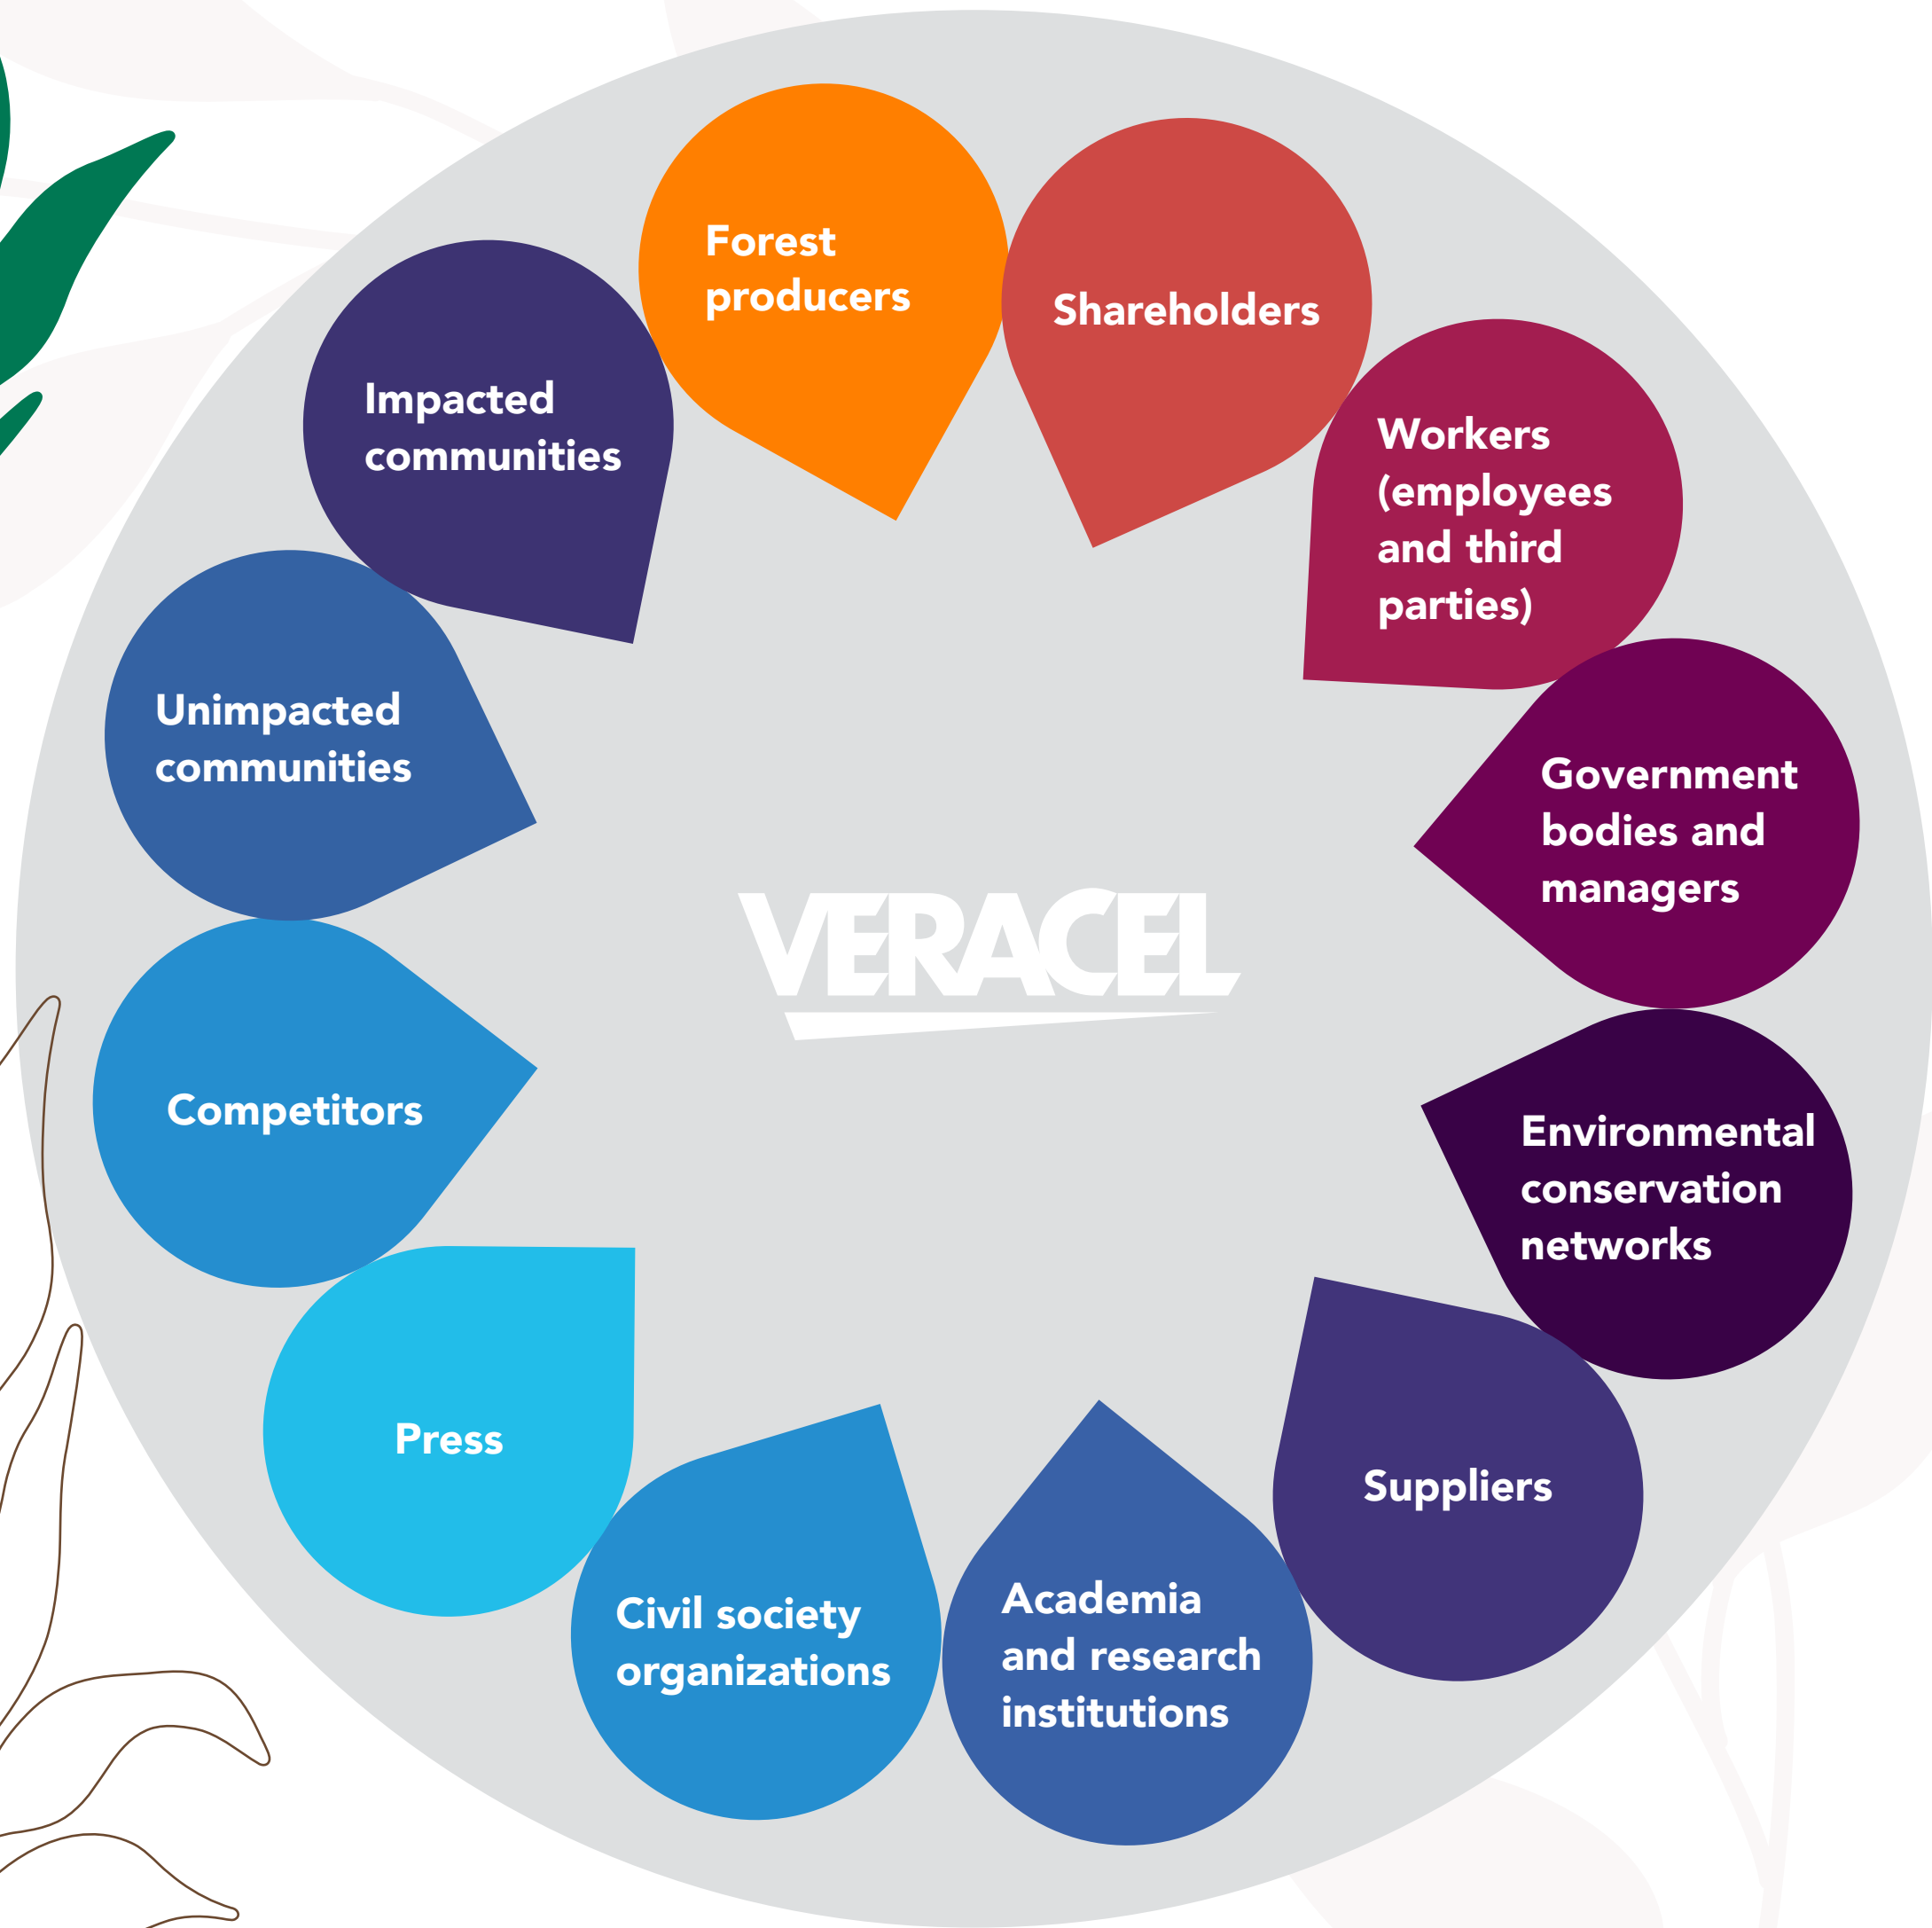 Forest
producers
Shareholders
Workers
(employees
and third
parties)
Government
bodies and
managers
Environmental
conservation
networks
Suppliers
Academia
and research
institutions
Civil society
organizations
Press
Competitors
Unimpacted
communities
Impacted
communities
VERACEL